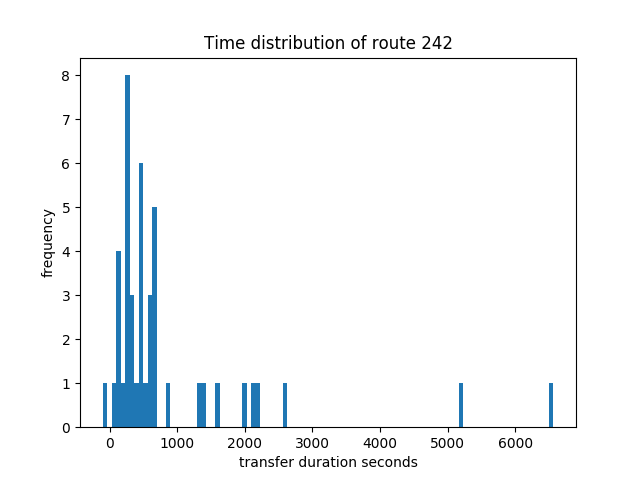 Time distribution of route 242
8
7
6
5
4
3
2
1
0
frequency
0 1000 2000 3000 4000 5000 6000
transfer duration seconds